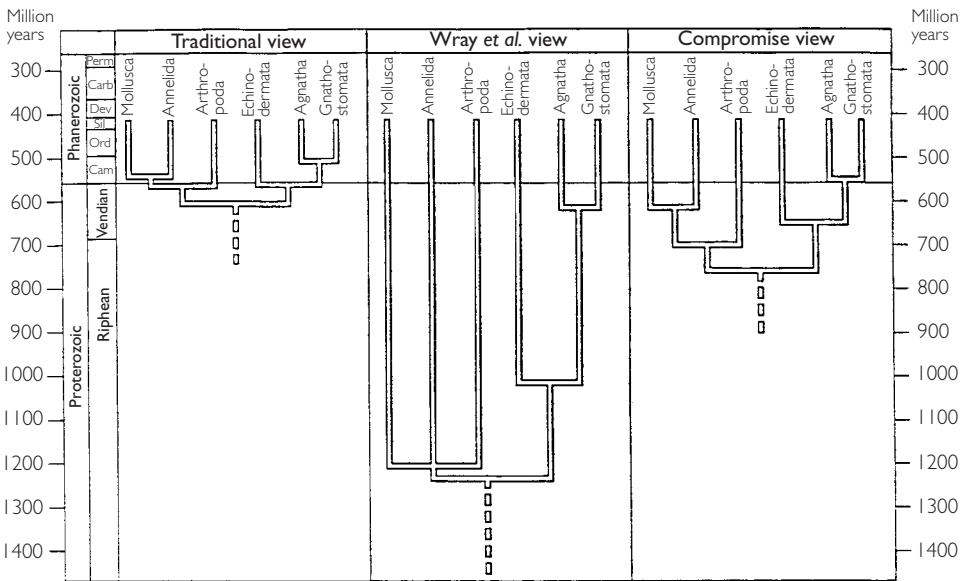 Million
years
Million
years
Traditional view
Wray et al. view
Compromise view
300
400
500
600
700
800
900
1000
1100
1200
1300
1400
Phanerozoic
Proterozoic
Perm
Carb
Dev
Sil
Ord
Cam
Vendian
Riphean
Mollusca
Annelida
Arthro-
poda
Echino-
dermata
Agnatha
Gnatho-
stomata
Mollusca
Annelida
Arthro-
poda
Echino-
dermata
Agnatha
Gnatho-
stomata
Mollusca
Annelida
Arthro-
poda
Echino-
dermata
Agnatha
Gnatho-
stomata
300
400
500
600
700
800
900
1000
1100
1200
1300
1400